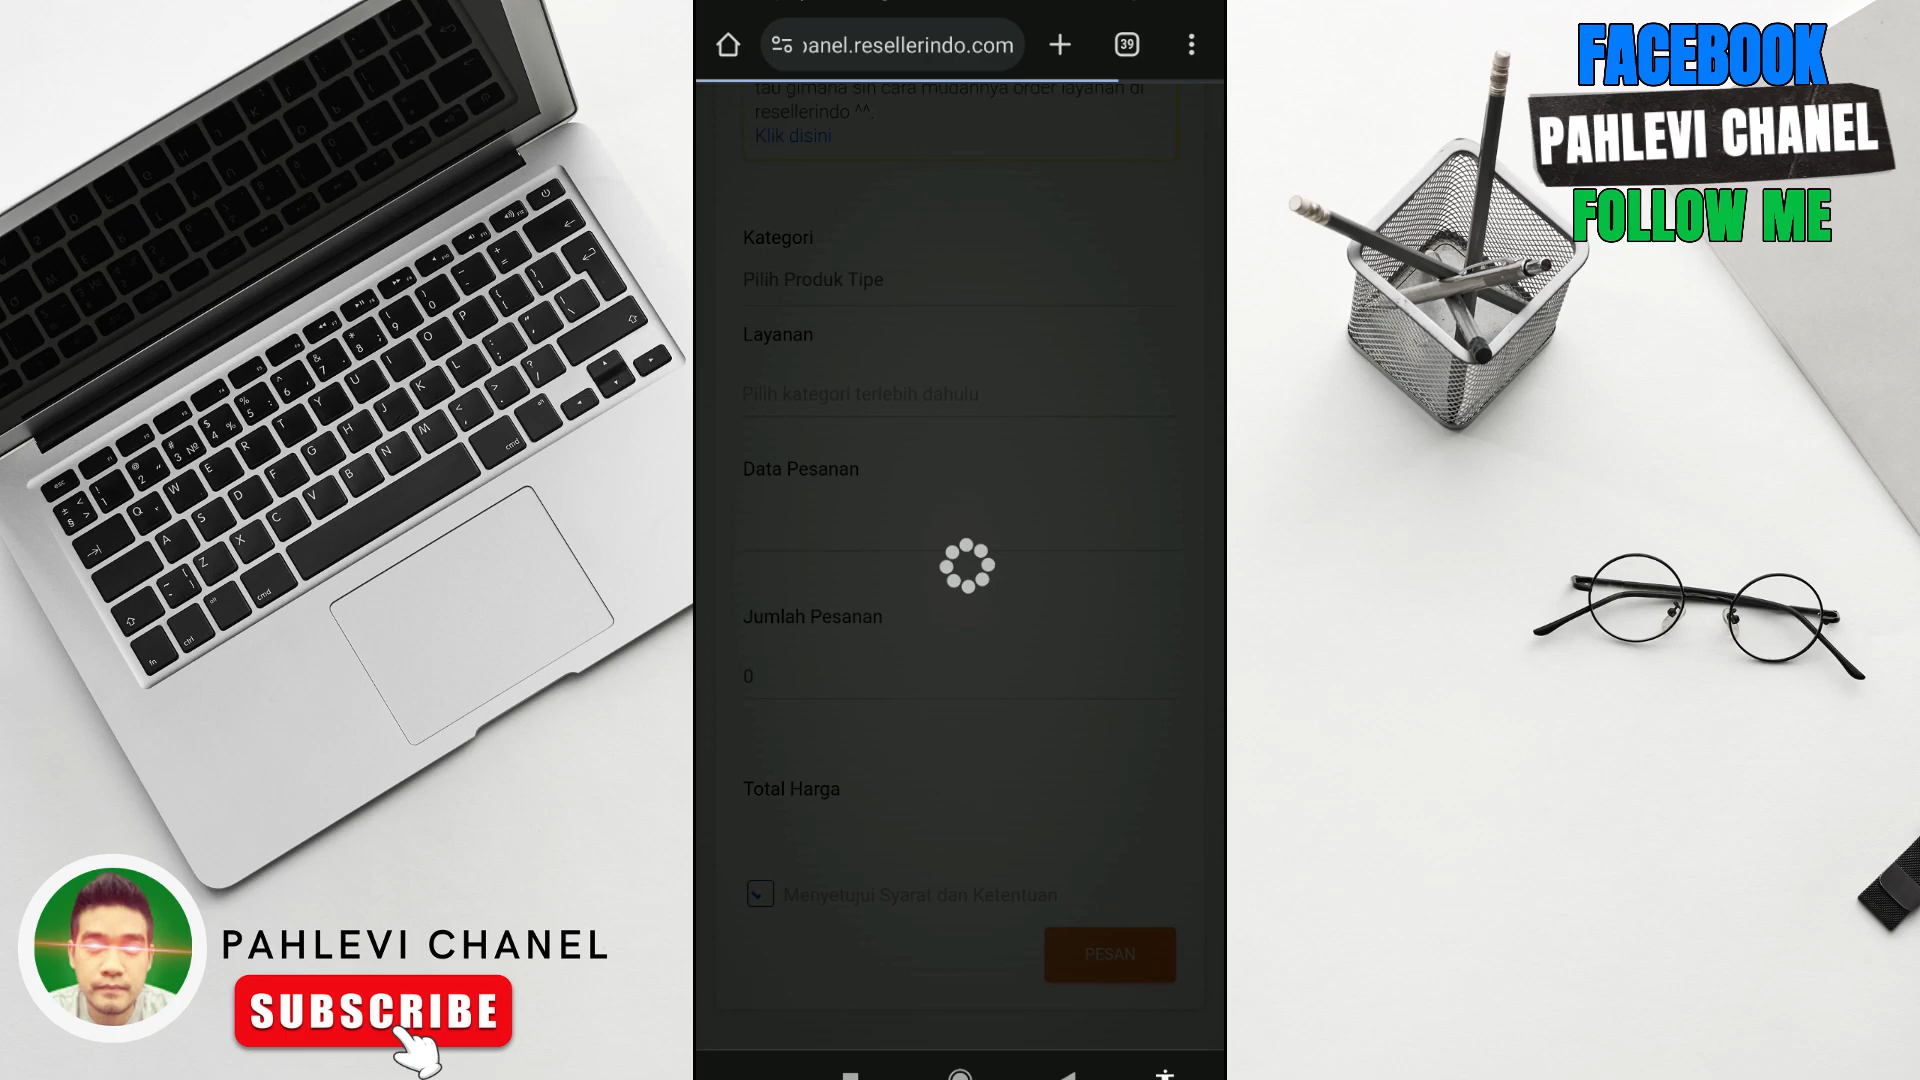 panel.resellerindo.com
39
tau gimana sih cara mudahnya order layanan di
resellerindo ^^.
Klik disini
Kategori
Pilih Produk Tipe
Layanan
Pilih kategori terlebih dahulu
Data Pesanan
Jumlah Pesanan
0
Total Harga
Menyetujui Syarat dan Ketentuan
PESAN
FACEBOOK
PAHLEVI CHANEL
FOLLOW ME
PAHLEVI CHANEL
SUBSCRIBE